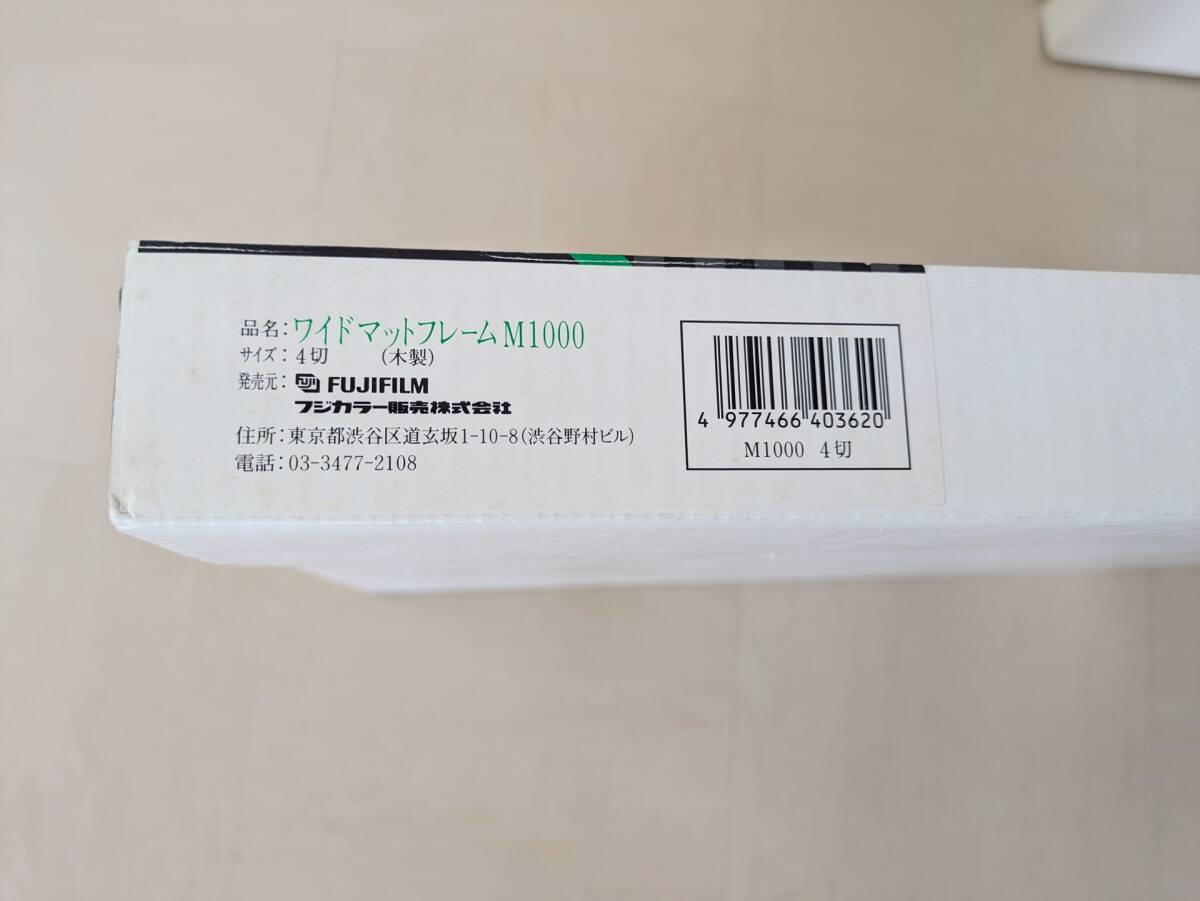 品名:ワイドマットフレームM1000
サイズ:4切 (木製)
発売元: FUJIFILM
フジカラー販売株式会社
住所:東京都渋谷区道玄坂1-10-8(渋谷野村ビル)
電話:03-3477-2108
4 977466 403620
M1000 4切